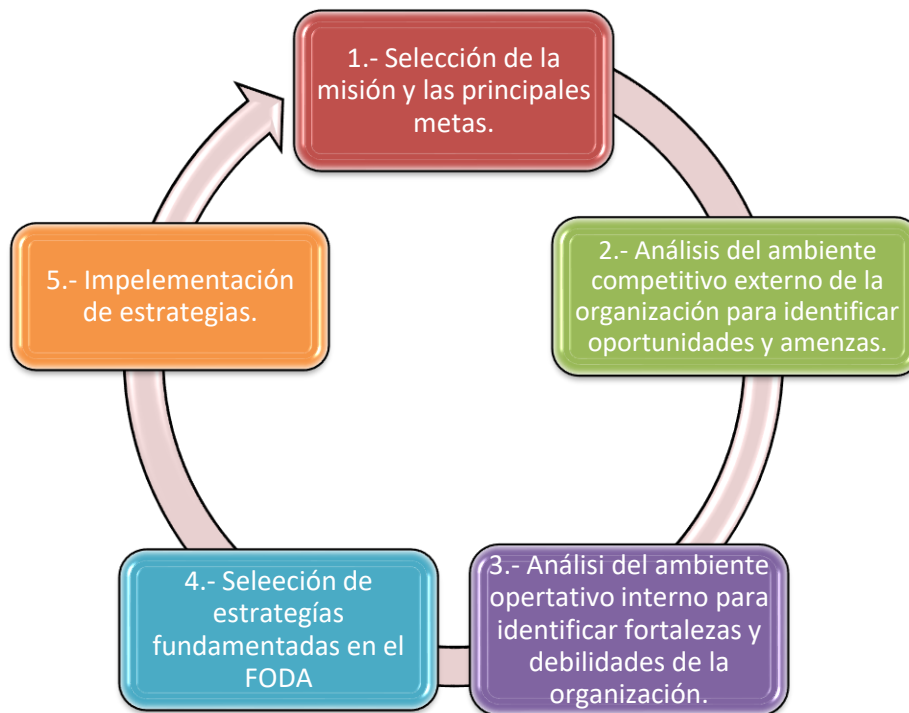 1.- Selección de la
misión y las principales
metas.
2.- Análisis del ambiente
competitivo externo de la
organización para identificar
oportunidades y amenzas.
3.- Análisi del ambiente
opertativo interno para
identificar fortalezas y
debilidades de la
organización.
4.- Seleección de
estrategías
fundamentadas en el
FODA
5.- Impelementación
de estrategias.